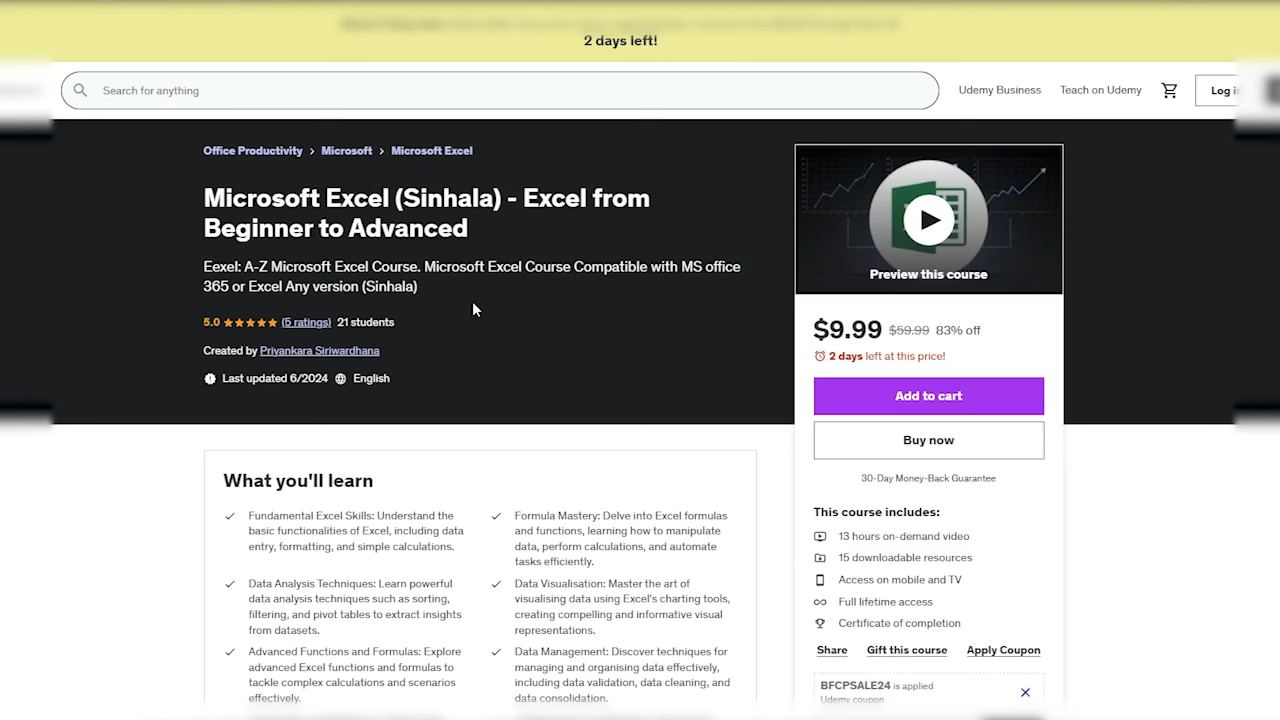 2 days left!
Search for anything
Udemy Business
Teach on Udemy
Log in
Office Productivity > Microsoft > Microsoft Excel
Microsoft Excel (Sinhala) - Excel from
Beginner to Advanced
Eexel: A-Z Microsoft Excel Course. Microsoft Excel Course Compatible with MS office
365 or Excel Any version (Sinhala)
5.0 (5 ratings) 21 students
Created by Priyankara Siriwardhana
Last updated 6/2024 English
Preview this course
$9.99 $59.99 83% off
2 days left at this price!
Add to cart
Buy now
30-Day Money-Back Guarantee
This course includes:
13 hours on-demand video
15 downloadable resources
Access on mobile and TV
Full lifetime access
Certificate of completion
Share Gift this course Apply Coupon
BFCPSALE24 is applied
Udemy coupon
What you'll learn
Fundamental Excel Skills: Understand the
basic functionalities of Excel, including data
entry, formatting, and simple calculations.
Formula Mastery: Delve into Excel formulas
and functions, learning how to manipulate
data, perform calculations, and automate
tasks efficiently.
Data Analysis Techniques: Learn powerful
data analysis techniques such as sorting,
filtering, and pivot tables to extract insights
from datasets.
Data Visualisation: Master the art of
visualising data using Excel's charting tools,
creating compelling and informative visual
representations.
Advanced Functions and Formulas: Explore
advanced Excel functions and formulas to
tackle complex calculations and scenarios
effectively.
Data Management: Discover techniques for
managing and organising data effectively,
including data validation, data cleaning, and
data consolidation.